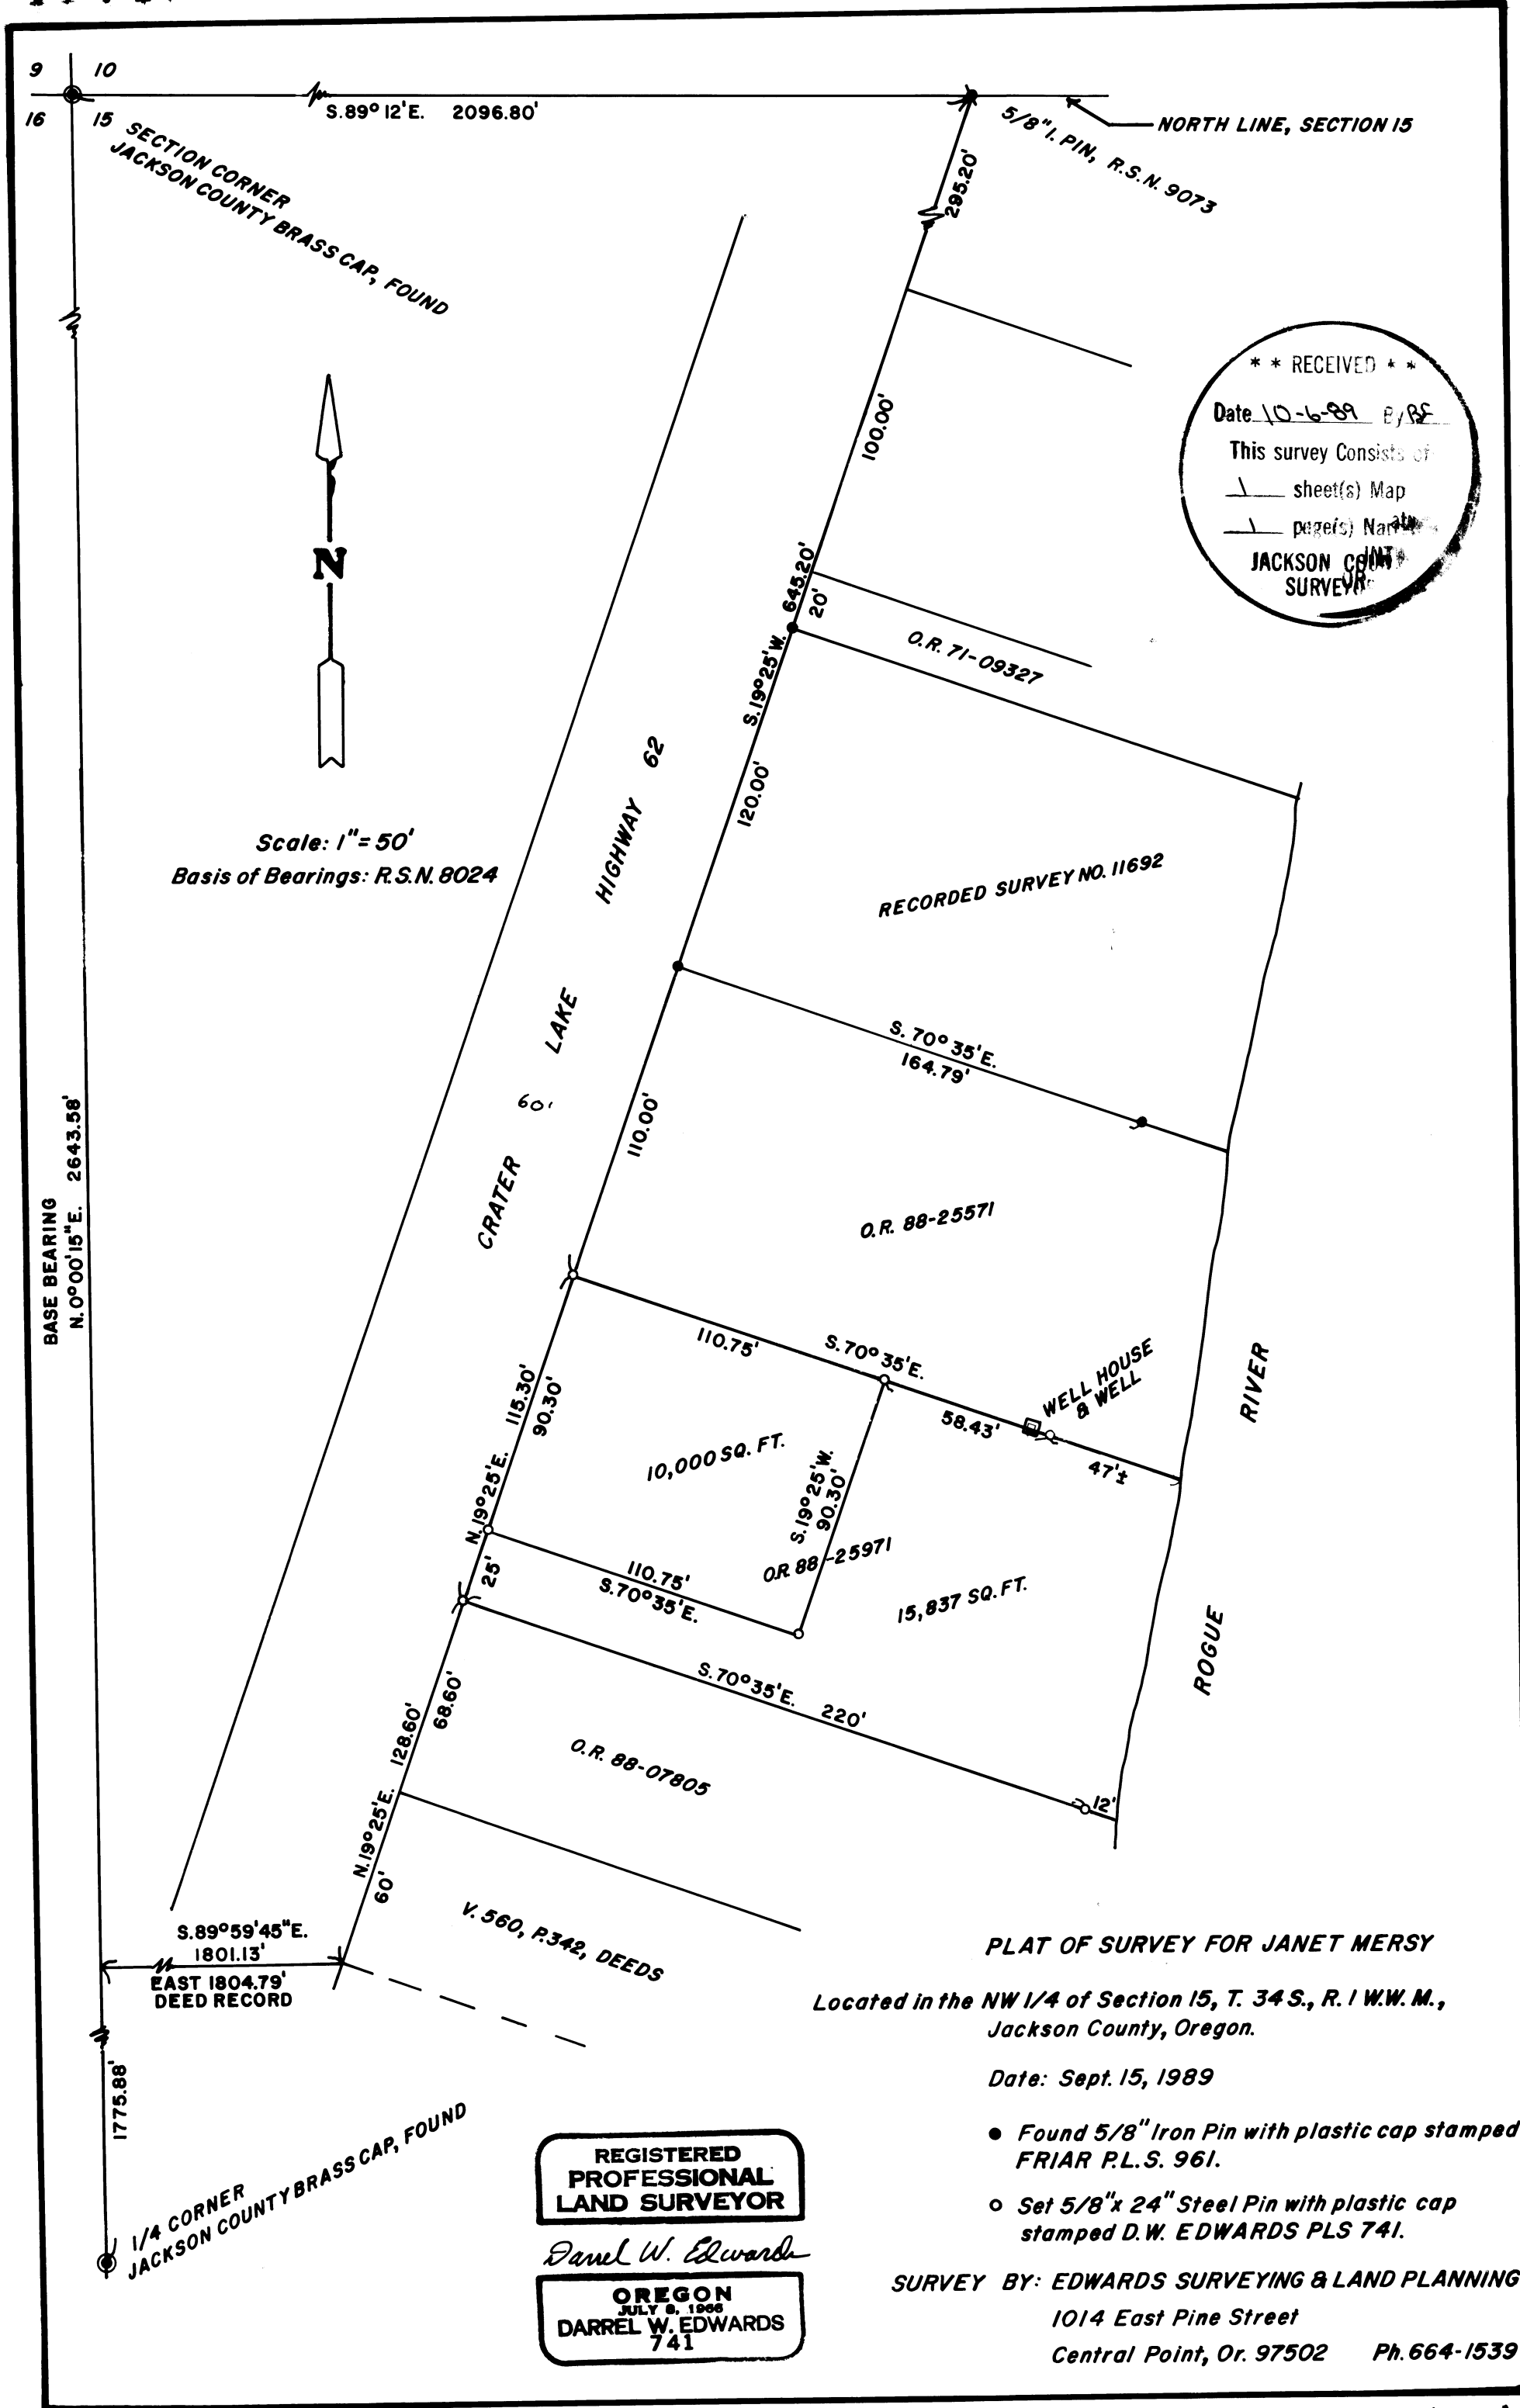 9 10
16 15
S.89°12'E. 2096.80'
NORTH LINE, SECTION 15
5/8" I. PIN, R.S.N. 9073
SECTION CORNER
JACKSON COUNTY BRASS CAP, FOUND
295.20'
* * RECEIVED * *
Date 10-6-89 By BF
This survey Consists of
1 sheet(s) Map
1 page(s)
JACKSON
100.00'
N
S.19°25'W. 645.20'
20'
O.R. 71-09327
120.00'
CRATER LAKE HIGHWAY 62
60'
Scale: 1"= 50'
Basis of Bearings: R.S.N. 8024
RECORDED SURVEY NO. 11692
S. 70° 35'E.
164.79'
110.00'
BASE BEARING
N.0°00'15"E. 2643.58'
O.R. 88-25571
110.75' S.70° 35'E.
WELL HOUSE
& WELL
58.43'
47'±
ROGUE RIVER
N.19°25'E. 115.30'
90.30'
10,000 SQ. FT.
S.19°25'W.
90.30'
O.R. 88-25971
15,837 SQ. FT.
25'
110.75'
S.70°35'E.
S.70°35'E. 220'
12'
N.19°25'E. 128.60'
68.60'
60'
O.R. 88-07805
V. 560, P.342, DEEDS
S.89°59'45"E.
1801.13'
EAST 1804.79'
DEED RECORD
1775.88'
1/4 CORNER
JACKSON COUNTY BRASS CAP, FOUND
PLAT OF SURVEY FOR JANET MERSY
Located in the NW 1/4 of Section 15, T. 34 S., R. 1 W.W. M.,
Jackson County, Oregon.
Date: Sept. 15, 1989
Found 5/8" Iron Pin with plastic cap stamped
FRIAR P.L.S. 961.
Set 5/8"x 24" Steel Pin with plastic cap
stamped D.W. EDWARDS PLS 741.
REGISTERED
PROFESSIONAL
LAND SURVEYOR
Darrel W. Edwards
OREGON
JULY 8, 1966
DARREL W. EDWARDS
741
SURVEY BY: EDWARDS SURVEYING & LAND PLANNING
1014 East Pine Street
Central Point, Or. 97502 Ph. 664-1539